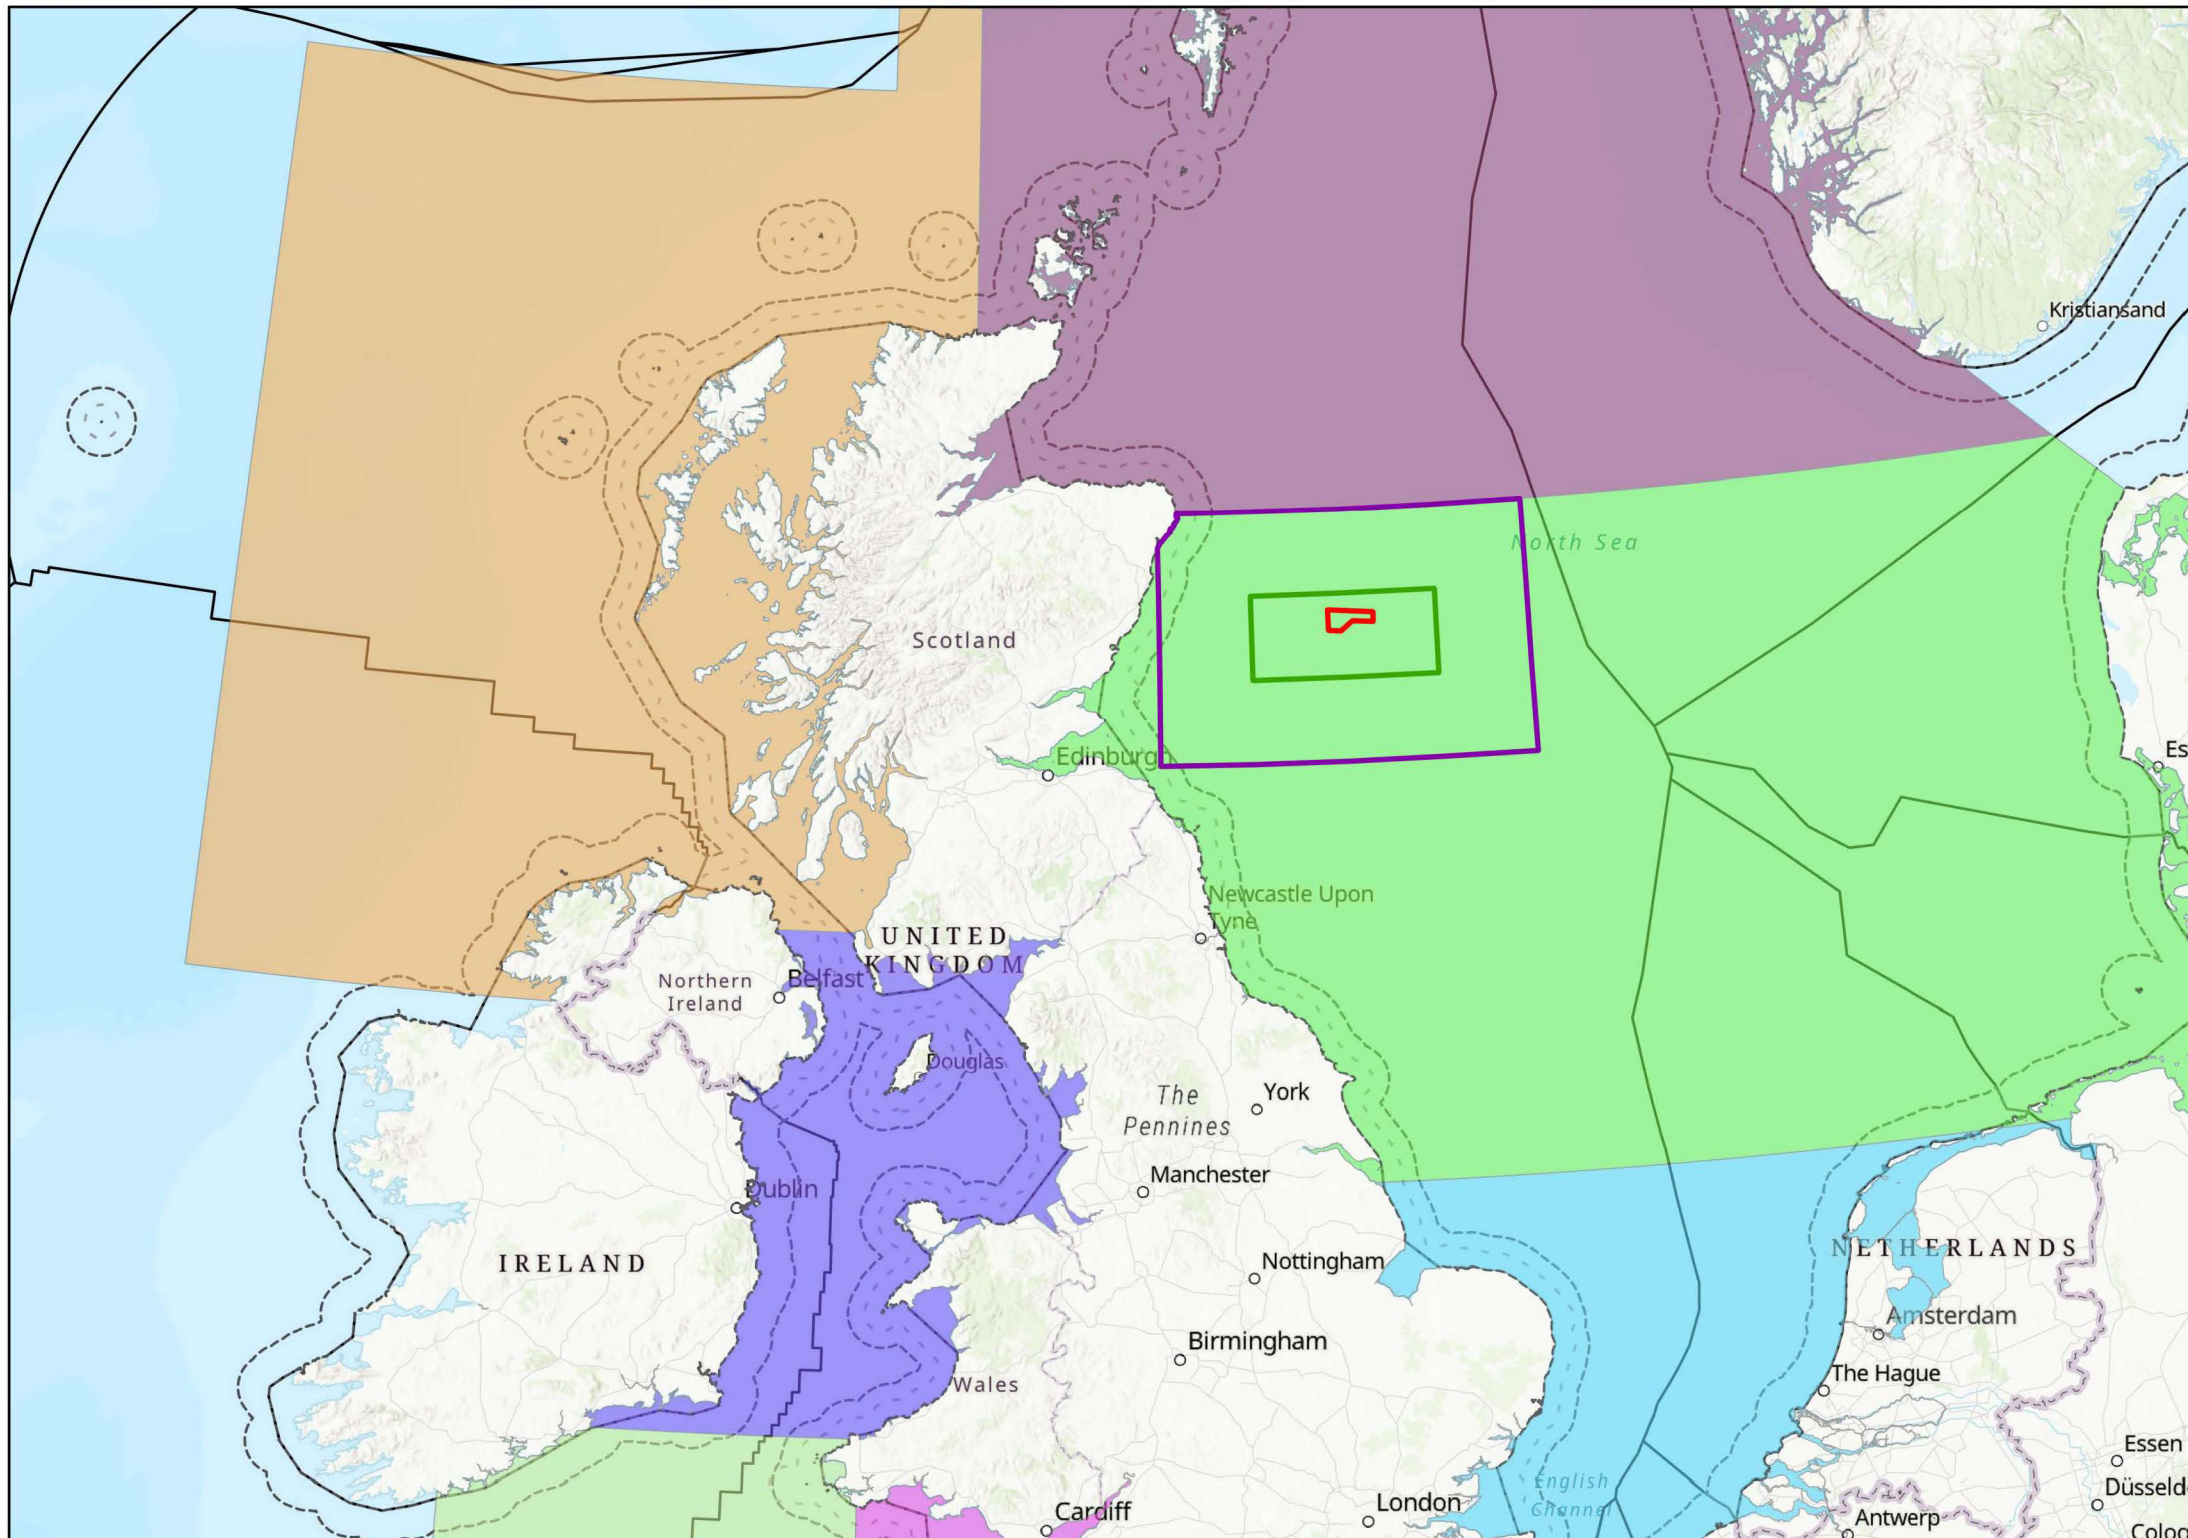 Kristiansand
North Sea
Scotland
Edinburgh
Es
Newcastle Upon
Tyne
UNITED
KINGDOM
Northern
Ireland
Belfast
Douglas
The
Pennines
York
Manchester
Dublin
IRELAND
Nottingham
NETHERLANDS
Amsterdam
Birmingham
The Hague
Wales
Essen
English
Channel
Düsseld
London
Cardiff
Antwerp
Colog